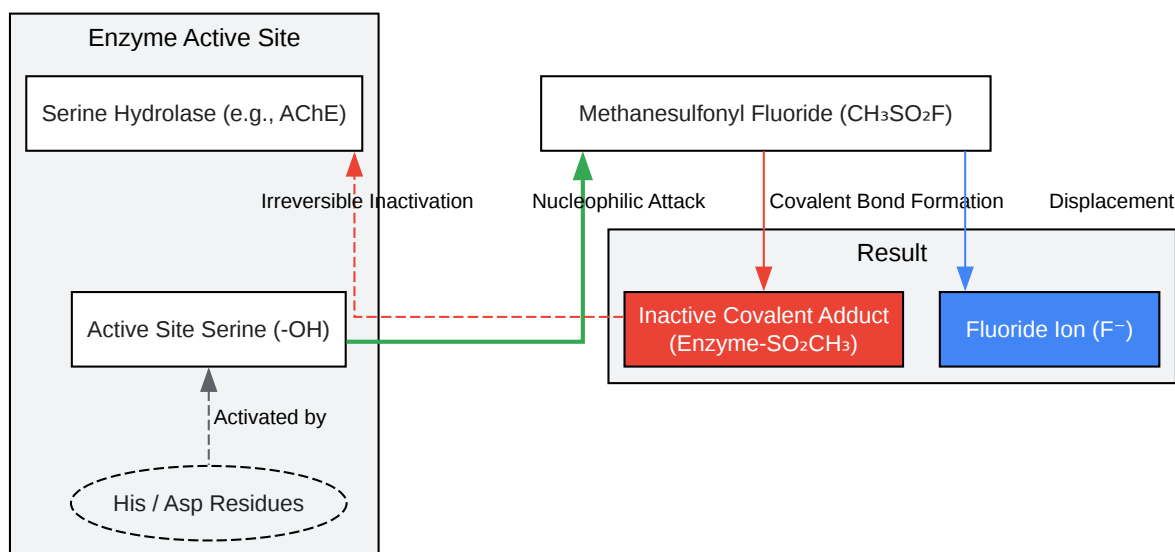 Enzyme Active Site
Serine Hydrolase (e.g., AChE)
Methanesulfonyl Fluoride (CH₃SO₂F)
Irreversible Inactivation
Nucleophilic Attack
Covalent Bond Formation
Displacement
Result
Active Site Serine (-OH)
Inactive Covalent Adduct
(Enzyme-SO₂CH₃)
Fluoride Ion (F⁻)
Activated by
His / Asp Residues